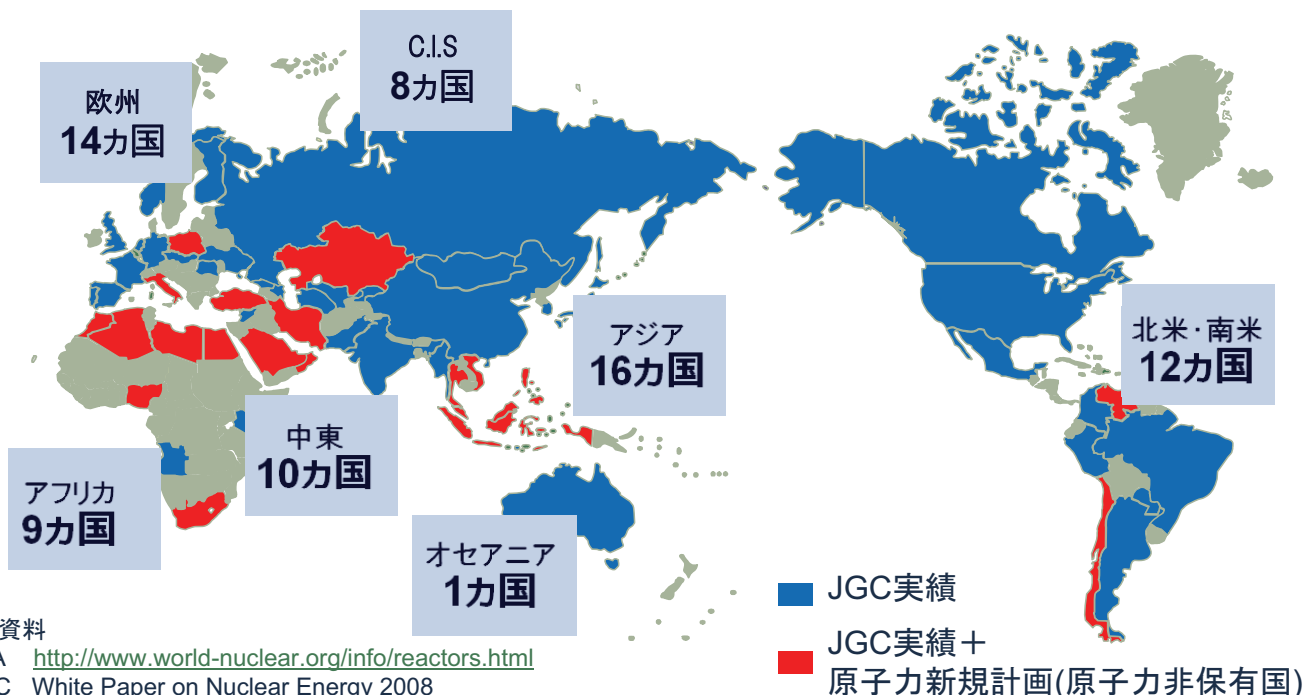 C.I.S
8カ国
欧州
14カ国
アジア
16カ国
北米・南米
12カ国
中東
10カ国
アフリカ
9カ国
オセアニア
1カ国
JGC実績
JGC実績＋
原子力新規計画(原子力非保有国)
資料
A http://www.world-nuclear.org/info/reactors.html
C White Paper on Nuclear Energy 2008